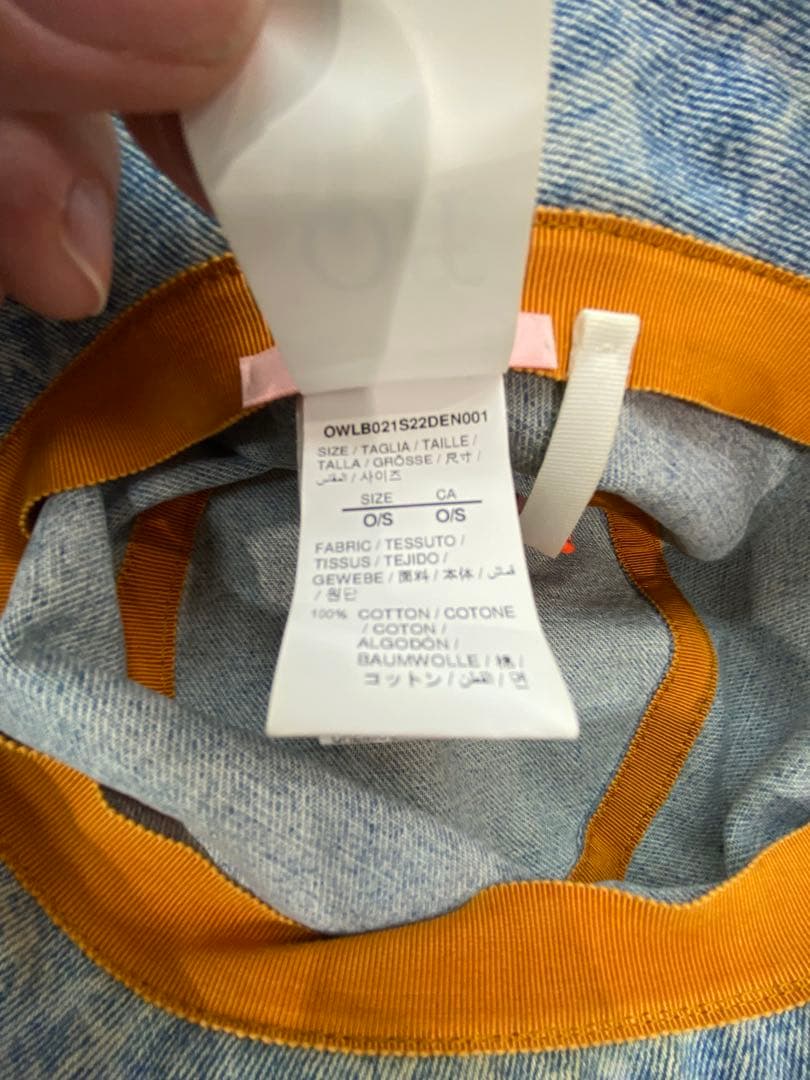 OWLB021S22DEN001
SIZE / TAGLIA / TAILLE /
TALLA / GRÖSSE / 尺寸 /
المقاس / 사이즈
SIZE CA
O/S O/S
FABRIC / TESSUTO /
TISSUS / TEJIDO /
GEWEBE / 面料 / 本体 / قماش
/ 원단
100% COTTON / COTONE
/ COTON /
ALGODÓN /
BAUMWOLLE / 棉 /
コットン / القطن / 면